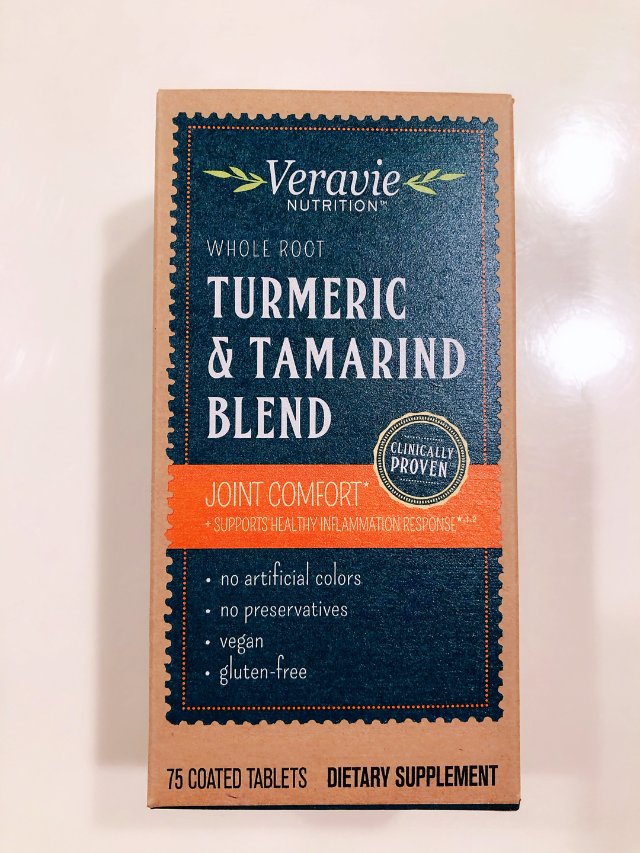 Veravie
NUTRITION™
WHOLE ROOT
TURMERIC
& TAMARIND
BLEND
CLINICALLY
PROVEN
JOINT COMFORT*
+ SUPPORTS HEALTHY INFLAMMATION RESPONSE*
• no artificial colors
• no preservatives
• vegan
• gluten-free
75 COATED TABLETS DIETARY SUPPLEMENT